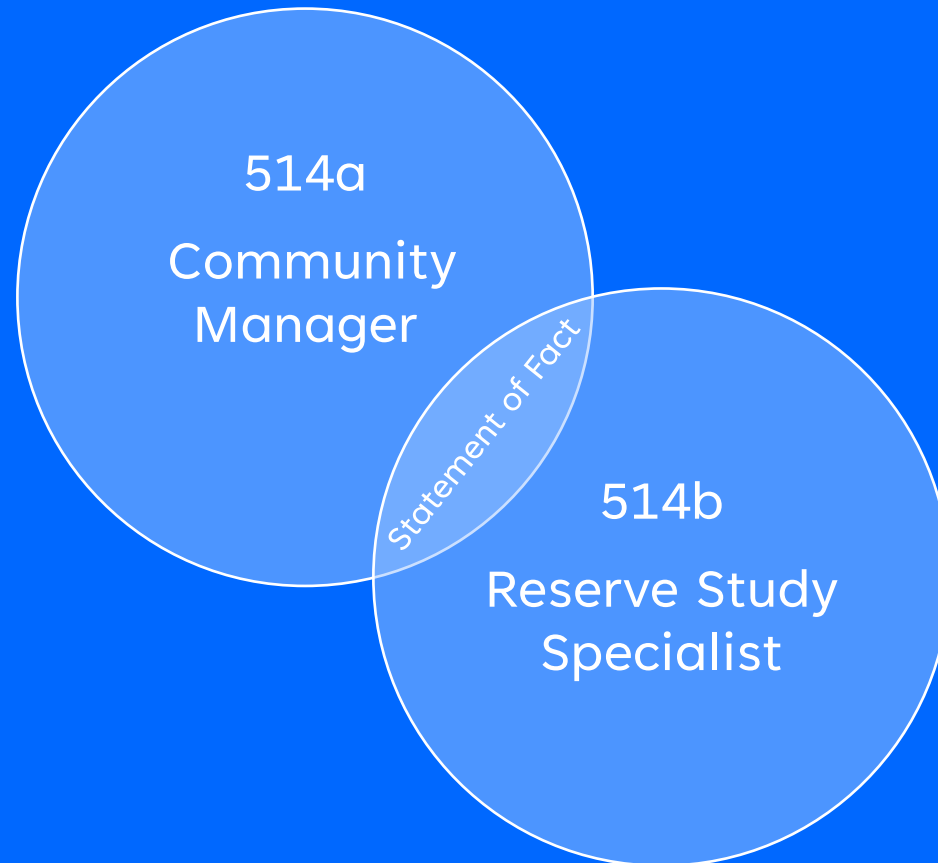 514a
Community
Manager
Statement of Fact
514b
Reserve Study
Specialist